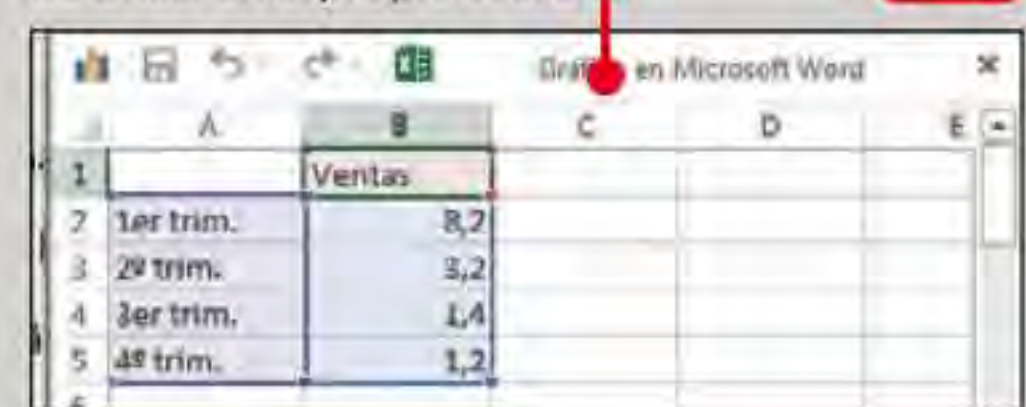 en Microsoft Word
A B C D E
1 Ventas
2 1er trim. 8,2
3 2º trim. 3,2
4 3er trim. 1,4
5 4º trim. 1,2